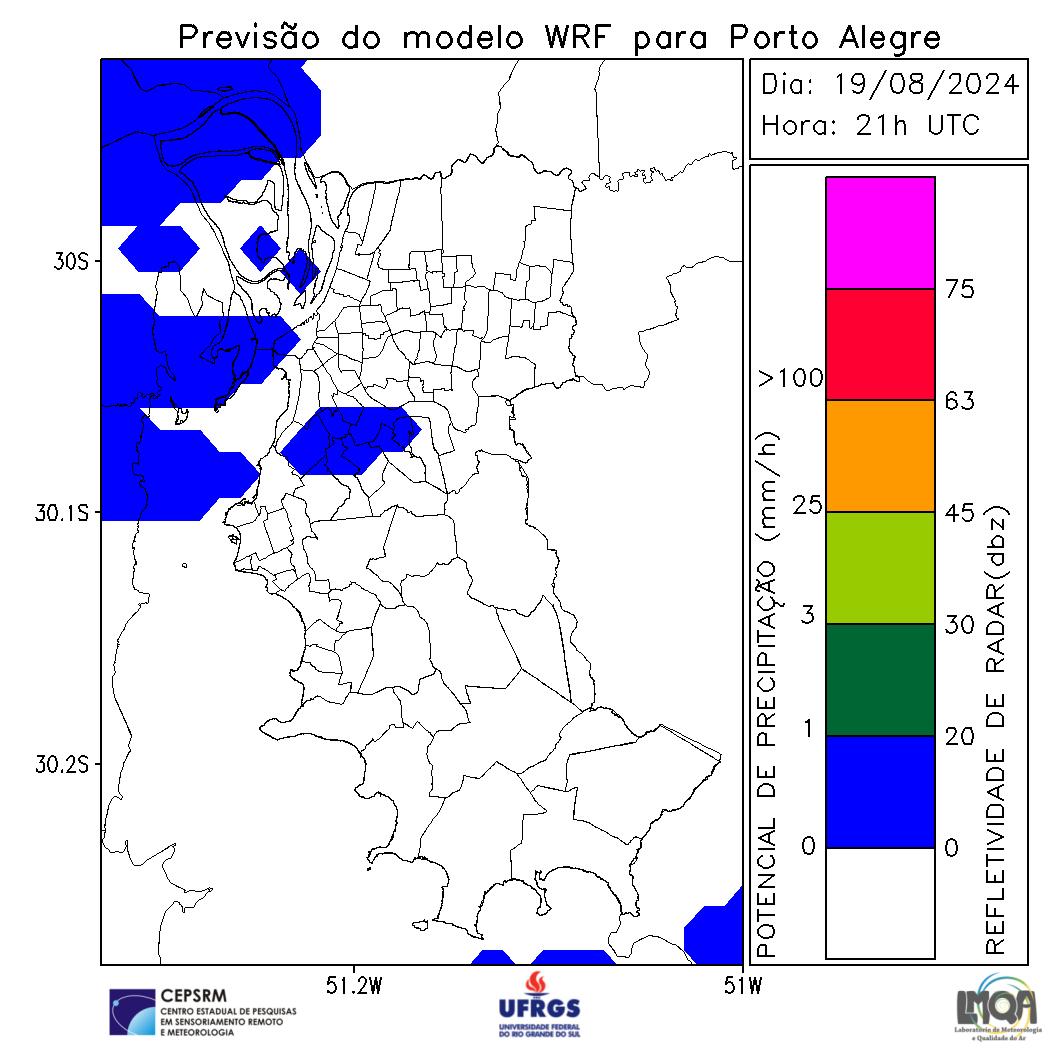 Previsão do modelo WRF para Porto Alegre
Dia: 19/08/2024
Hora: 21h UTC
30S
30.1S
30.2S
51.2W
51W
POTENCIAL DE PRECIPITAÇÃO (mm/h)
>100
25
3
1
0
75
63
45
30
20
0
REFLETIVIDADE DE RADAR(dbz)
CEPSRM
CENTRO ESTADUAL DE PESQUISAS
EM SENSORIAMENTO REMOTO
E METEOROLOGIA
UFRGS
UNIVERSIDADE FEDERAL
DO RIO GRANDE DO SUL
LMQA
Laboratório de Meteorologia
e Qualidade do Ar